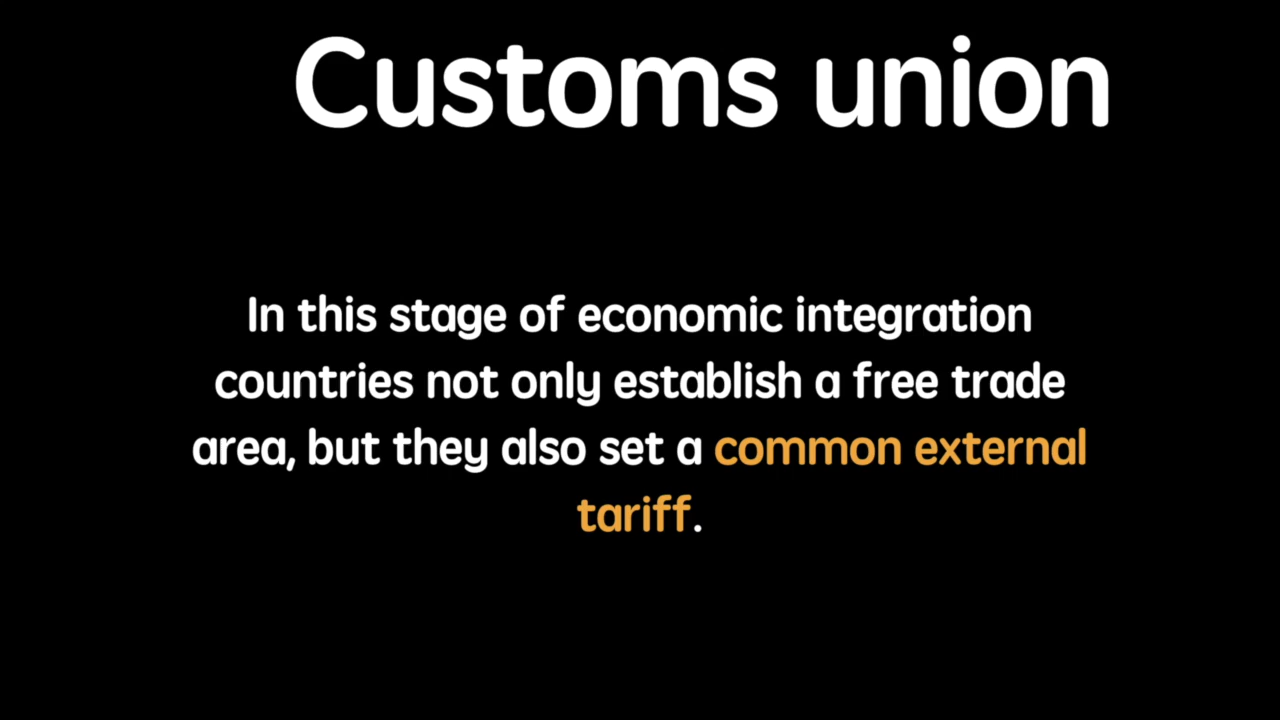 Customs union
In this stage of economic integration
countries not only establish a free trade
area, but they also set a common external
tariff.